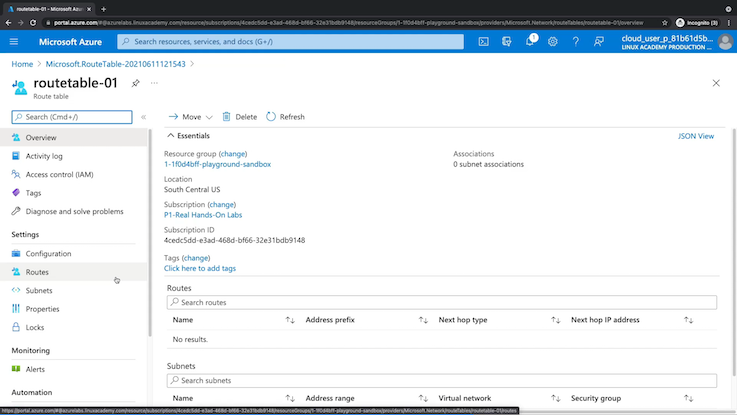 routetable-01 - Microsoft Azure
portal.azure.com/#@azurelabs.linuxacademy.com/resource/subscriptions/4cedc5dd-e3ad-468d-bf66-32e31bdb9148/resourceGroups/1-1f0d4bff-playground-sandbox/providers/Microsoft.Network/routeTables/routetable-01/overview
Incognito (3)
Microsoft Azure
Search resources, services, and docs (G+/)
1
cloud_user_p_81b61d5b...
LINUX ACADEMY PRODUCTION ...
Home > Microsoft.RouteTable-20210611121543 >
routetable-01
Route table
Search (Cmd+/)
Move
Delete
Refresh
Overview
Activity log
Access control (IAM)
Tags
Diagnose and solve problems
Settings
Configuration
Routes
Subnets
Properties
Locks
Monitoring
Alerts
Automation
Essentials
JSON View
Resource group (change)
1-1f0d4bff-playground-sandbox
Location
South Central US
Subscription (change)
P1-Real Hands-On Labs
Subscription ID
4cedc5dd-e3ad-468d-bf66-32e31bdb9148
Tags (change)
Click here to add tags
Associations
0 subnet associations
Routes
Search routes
Name Address prefix Next hop type Next hop IP address
No results.
Subnets
Search subnets
Name Address range Virtual network Security group
https://portal.azure.com/#@azurelabs.linuxacademy.com/resource/subscriptions/4cedc5dd-e3ad-468d-bf66-32e31bdb9148/resourceGroups/1-1f0d4bff-playground-sandbox/providers/Microsoft.Network/routeTables/routetable-01/routes